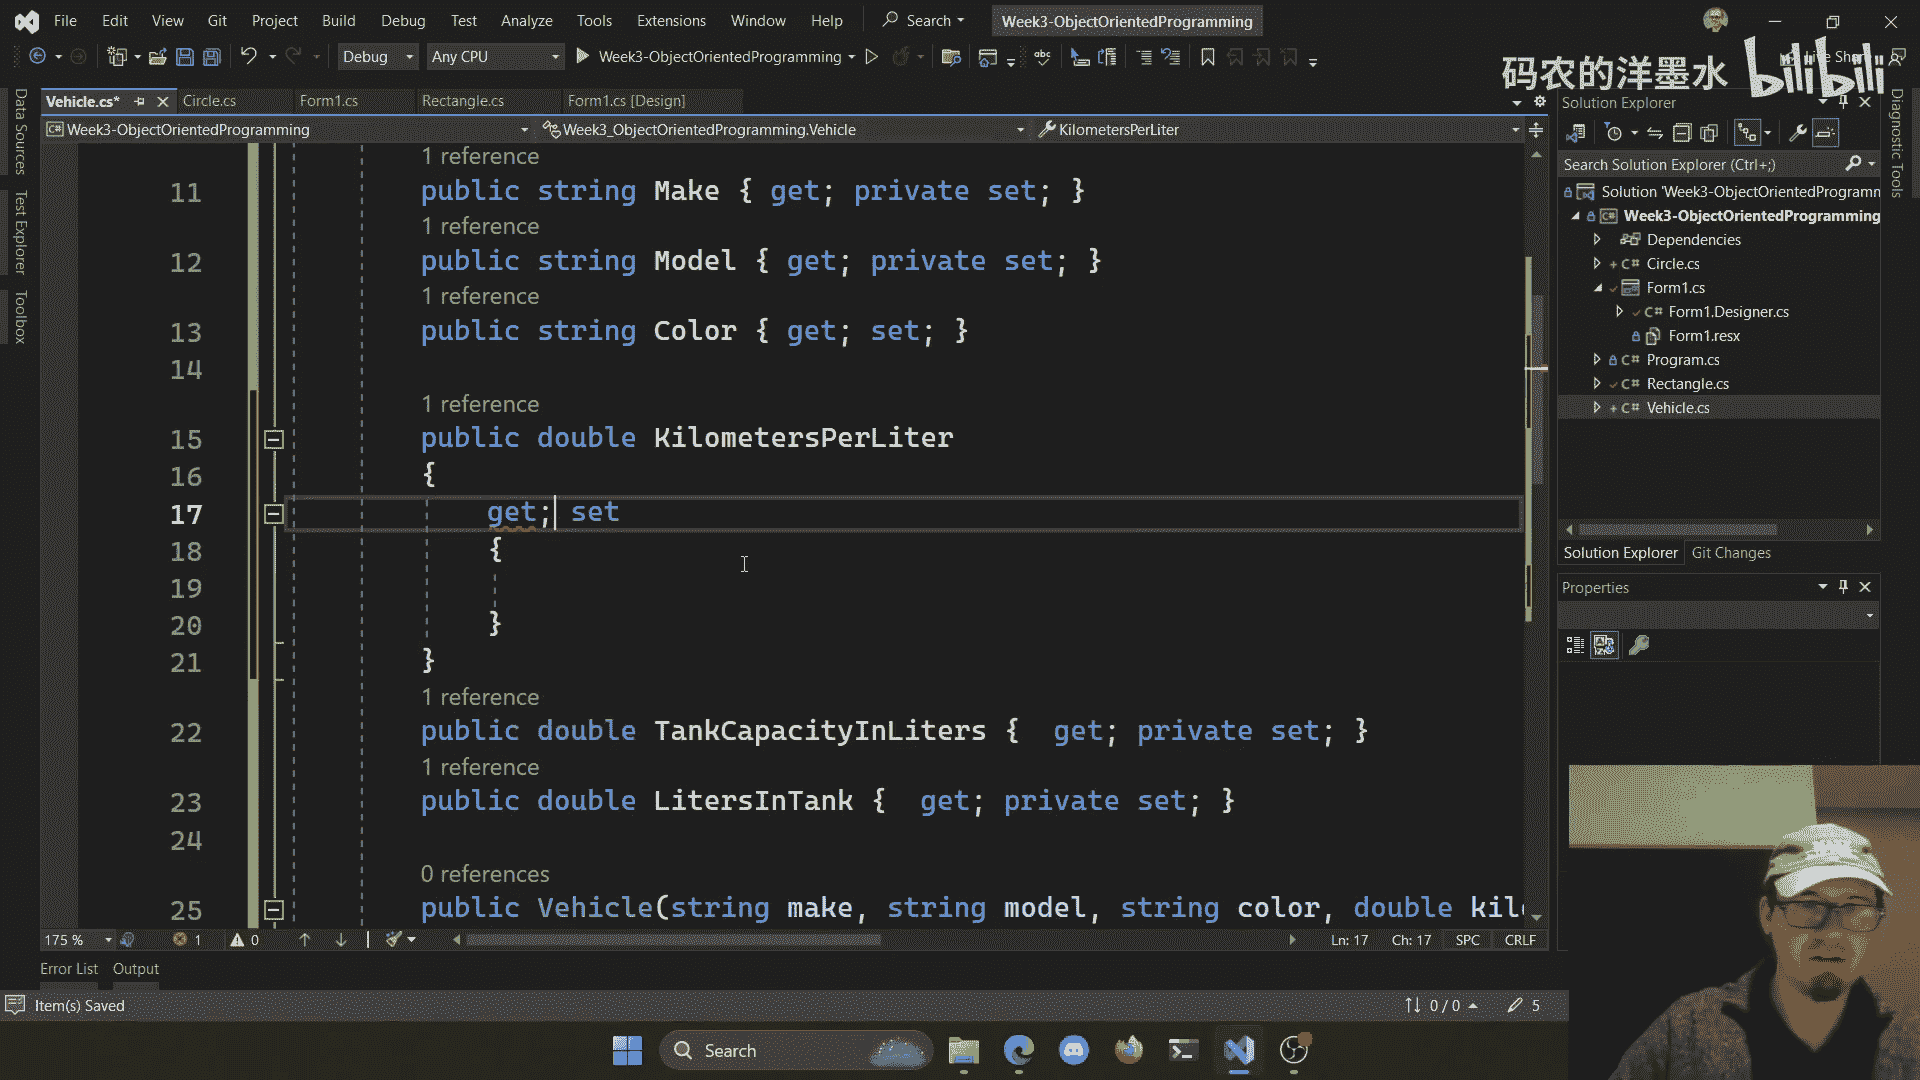 File Edit View Git Project Build Debug Test Analyze Tools Extensions Window Help Search Week3-ObjectOrientedProgramming
Debug Any CPU Week3-ObjectOrientedProgramming
码农的洋墨水 bilibili
Vehicle.cs* Circle.cs Form1.cs Rectangle.cs Form1.cs [Design]
Week3-ObjectOrientedProgramming Week3_ObjectOrientedProgramming.Vehicle KilometersPerLiter
Data Sources
Test Explorer
Toolbox
1 reference
11 public string Make { get; private set; }
1 reference
12 public string Model { get; private set; }
1 reference
13 public string Color { get; set; }
14
1 reference
15 public double KilometersPerLiter
16 {
17 get; set
18 {
19
20 }
21 }
1 reference
22 public double TankCapacityInLiters {  get; private set; }
1 reference
23 public double LitersInTank {  get; private set; }
24
0 references
25 public Vehicle(string make, string model, string color, double kil
175 % 1 0 Ln: 17 Ch: 17 SPC CRLF
Error List Output
Item(s) Saved 0 / 0 5
Solution Explorer
Search Solution Explorer (Ctrl+;)
Solution 'Week3-ObjectOrientedProgramm
Week3-ObjectOrientedProgramming
Dependencies
C# Circle.cs
Form1.cs
C# Form1.Designer.cs
Form1.resx
C# Program.cs
C# Rectangle.cs
C# Vehicle.cs
Solution Explorer Git Changes
Properties
Diagnostic Tools
Search